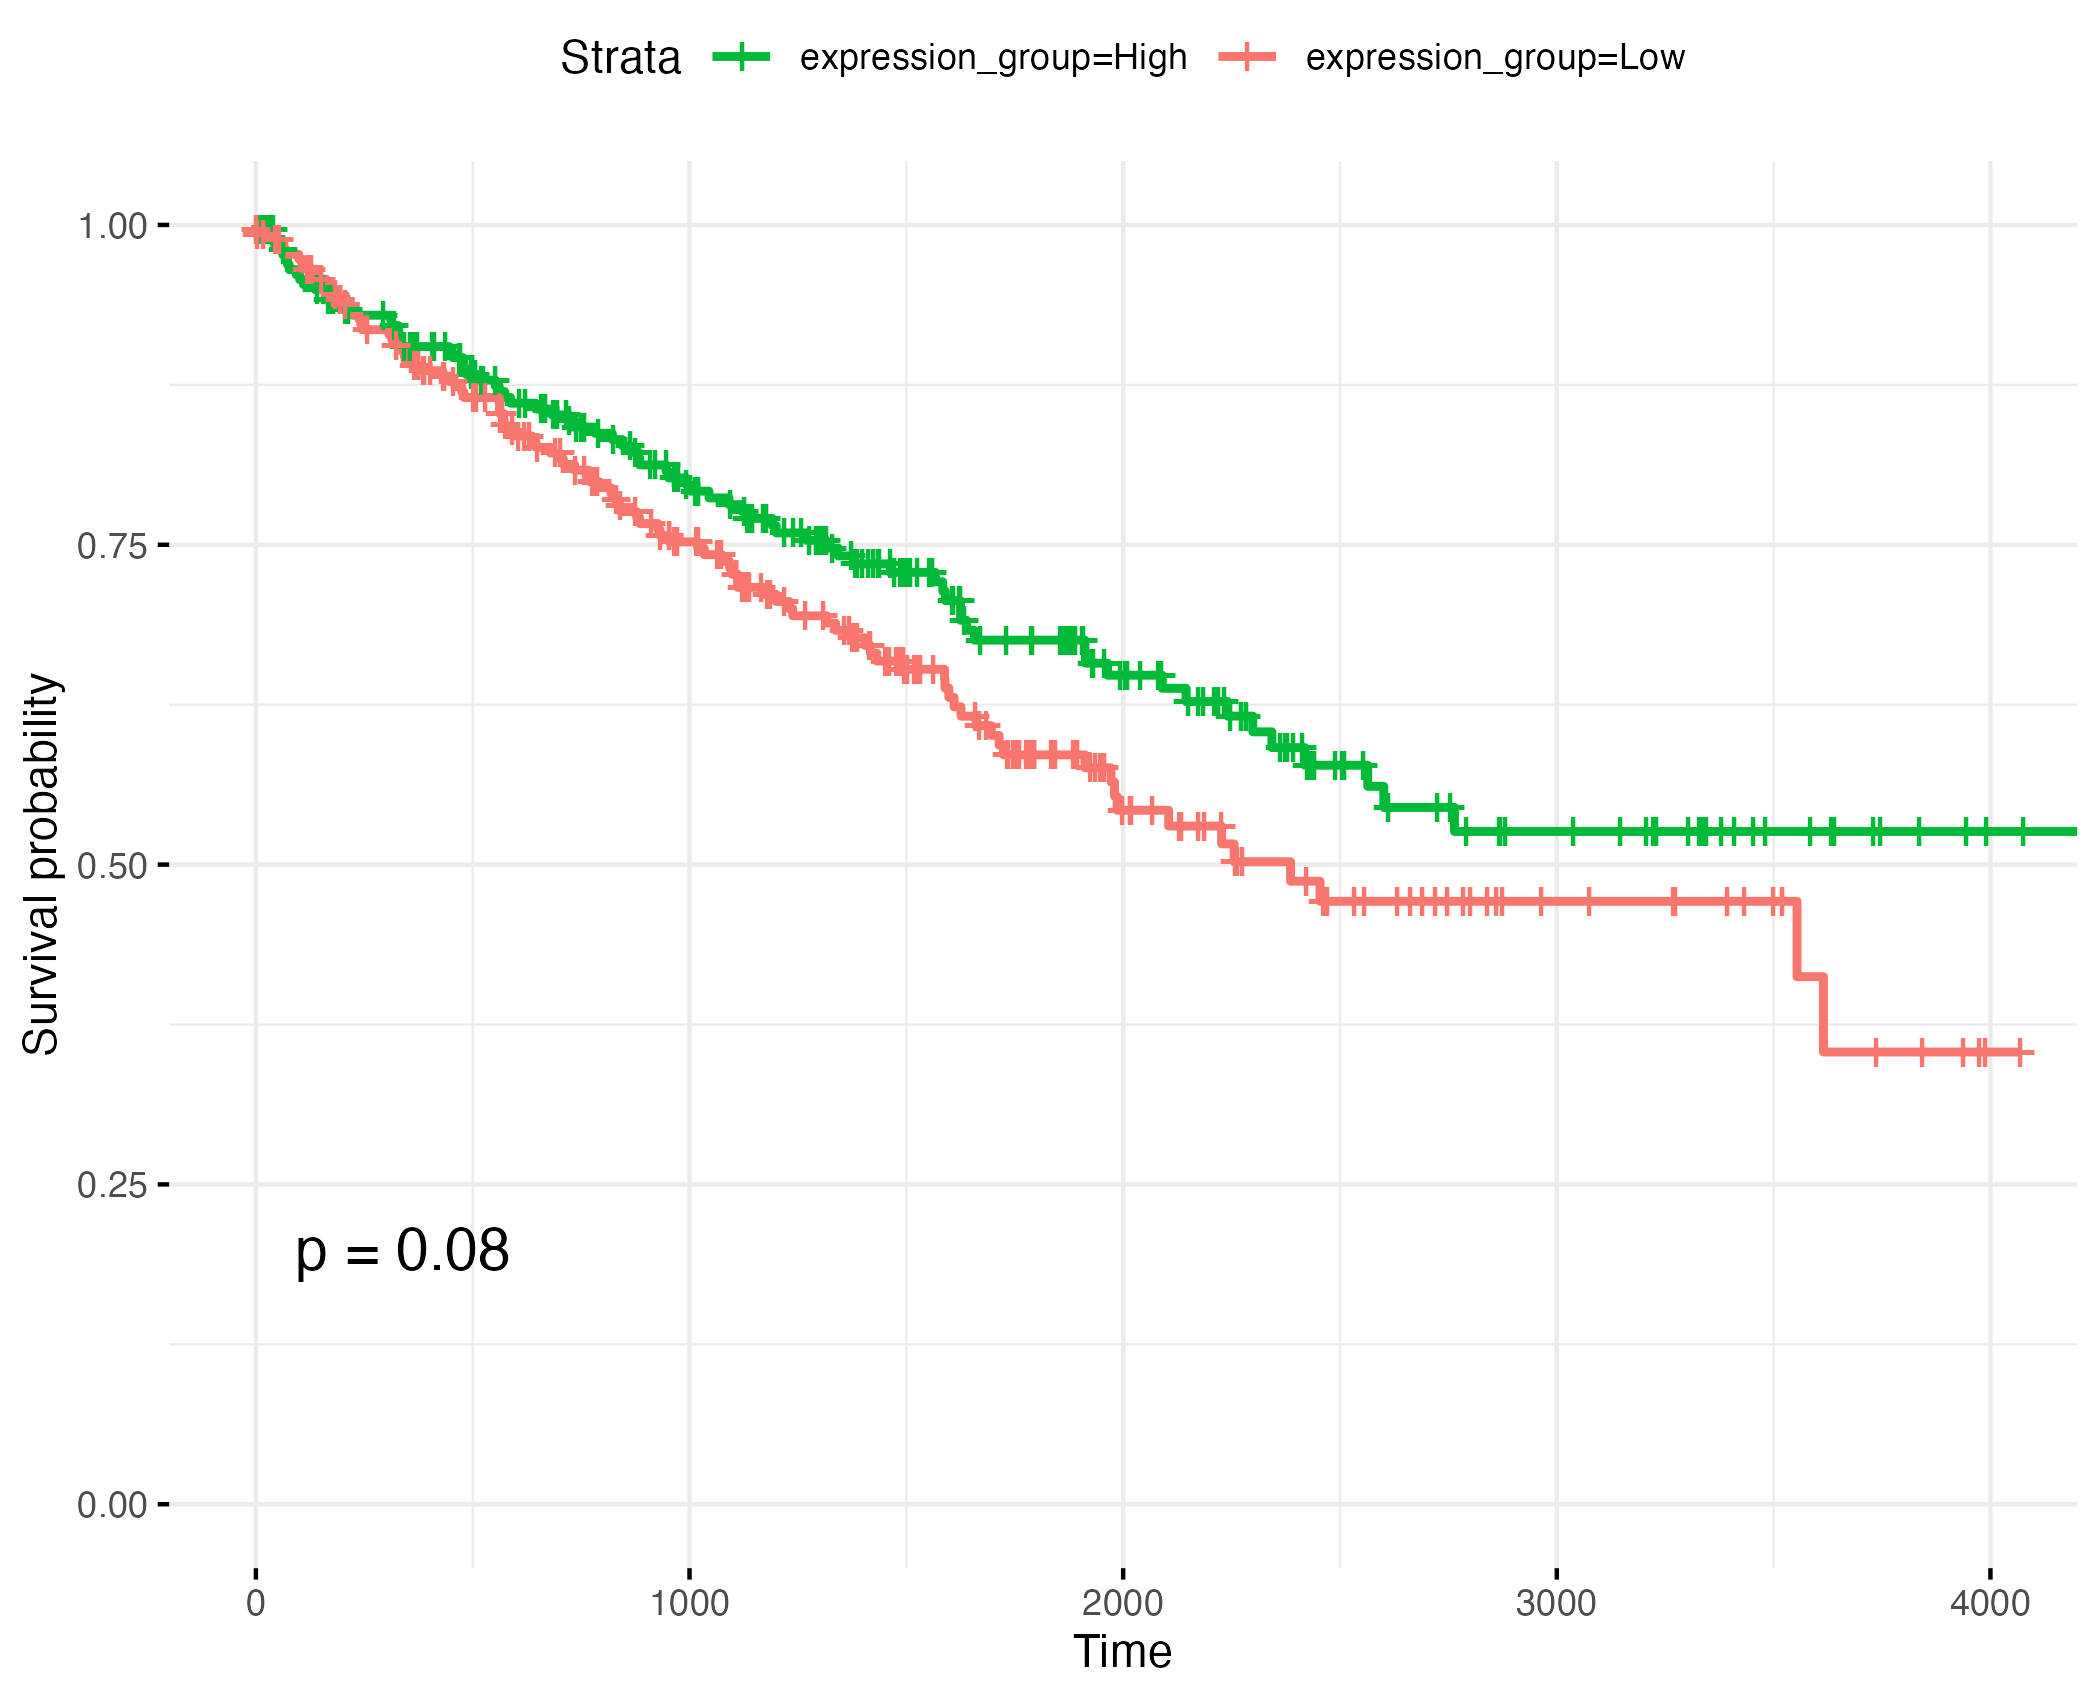 Strata expression_group=High expression_group=Low
1.00
0.75
0.50
0.25
0.00
Survival probability
p = 0.08
0 1000 2000 3000 4000
Time